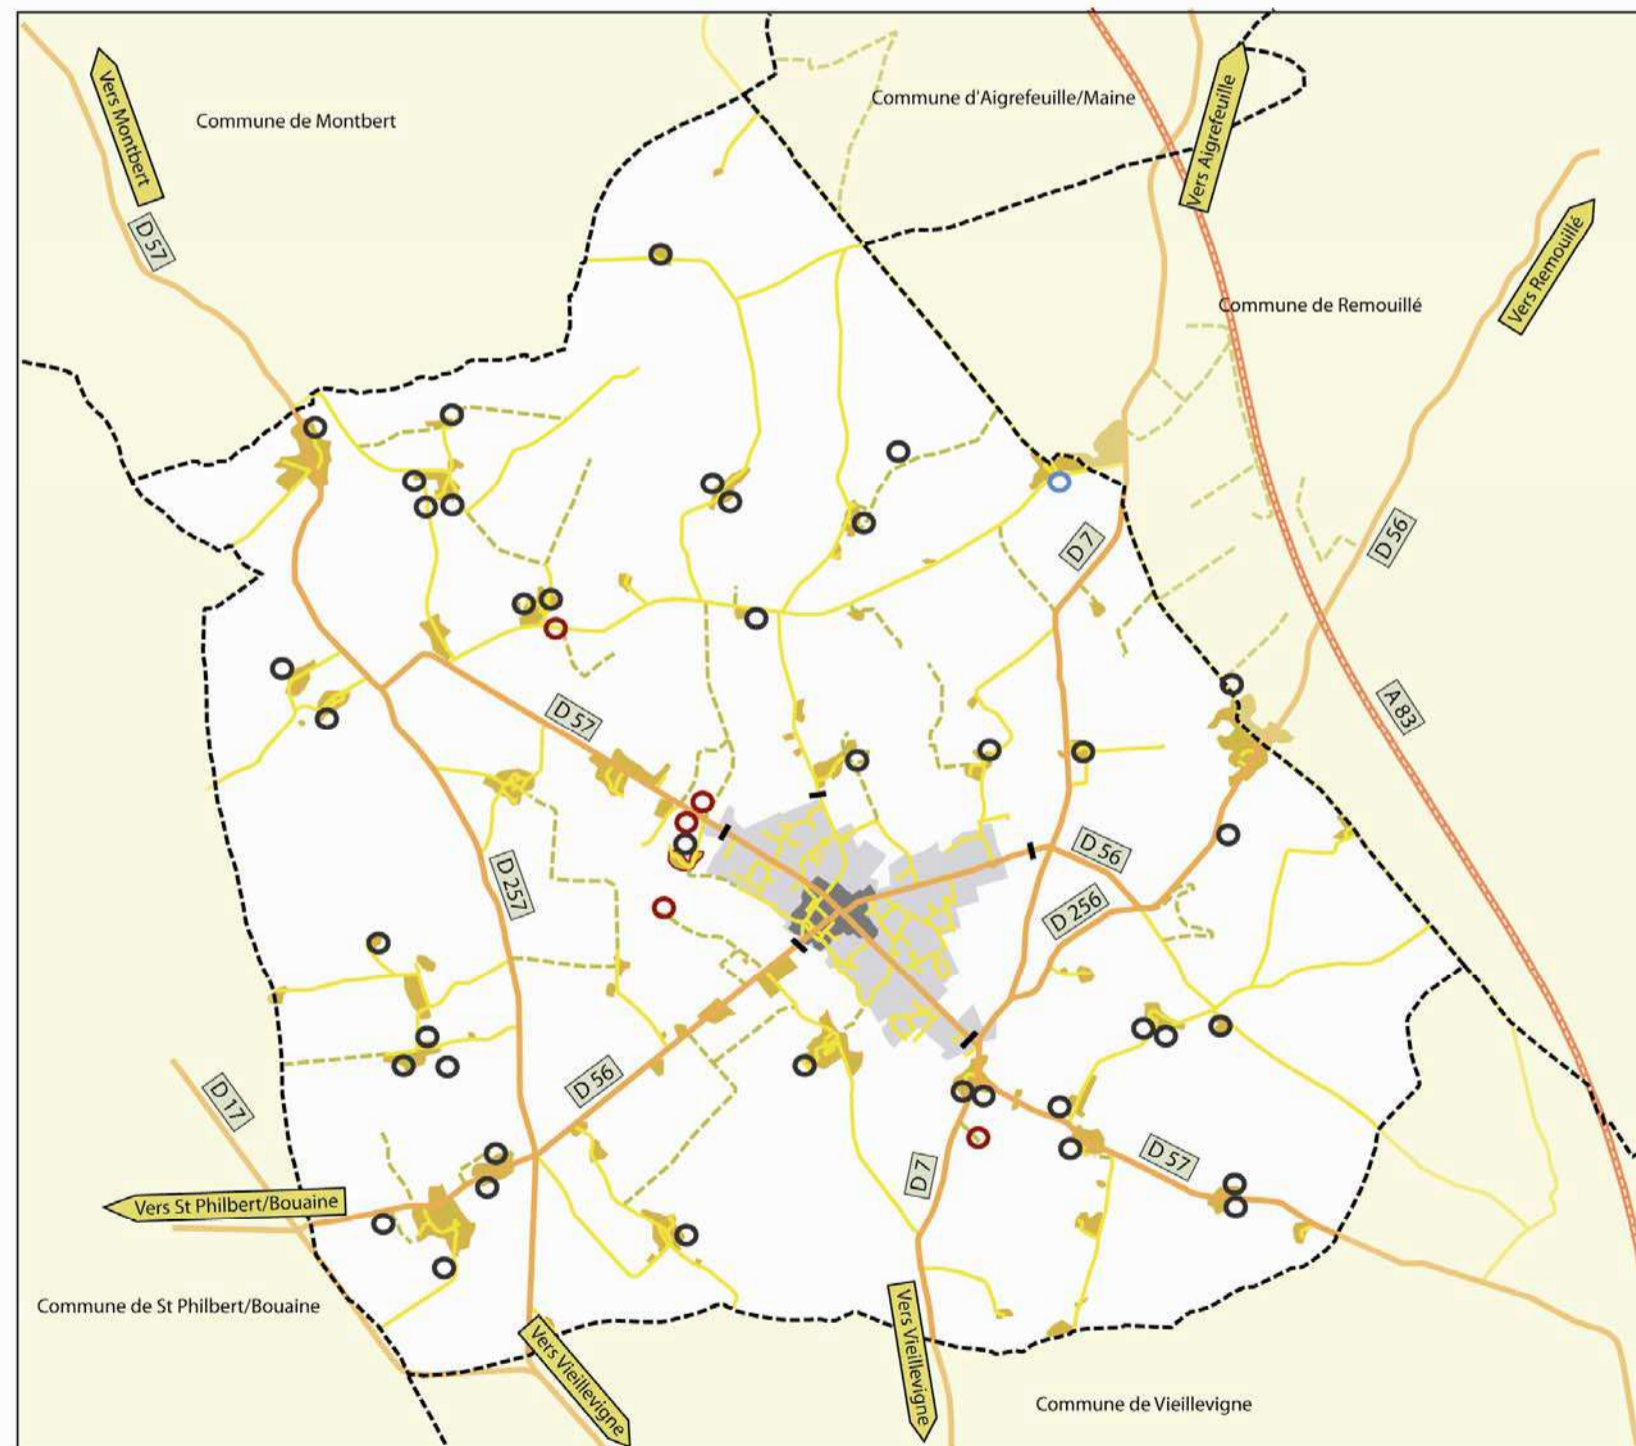 Commune d'Aigrefeuille/Maine
Vers Montbert
Commune de Montbert
Vers Aigrefeuille
D 57
Vers Remouillé
Commune de Remouillé
D 7
D 56
D 57
A 83
D 56
D 257
D 256
D 56
D 17
D 57
D 7
Vers St Philbert/Bouaine
Commune de St Philbert/Bouaine
Vers Vieillevigne
Vers Vieillevigne
Commune de Vieillevigne